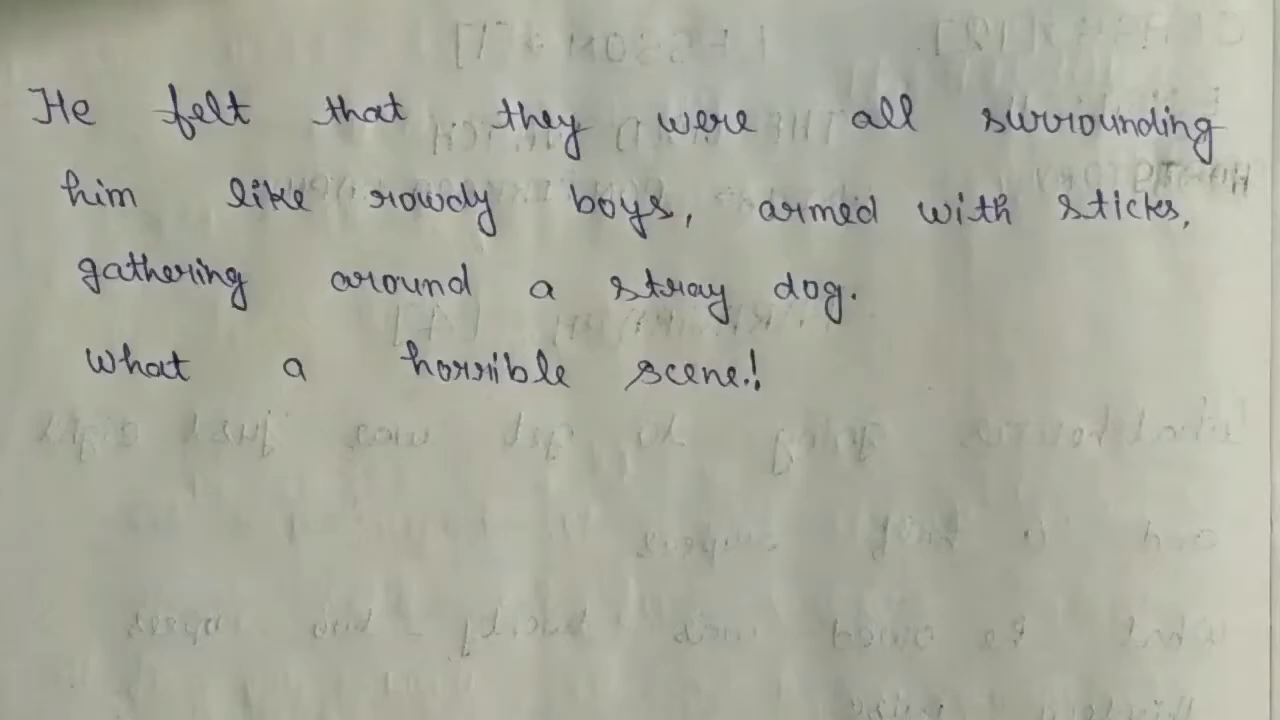 He felt that they were all surrounding
him like rowdy boys, armed with sticks,
gathering around a stray dog.
What a horrible scene!